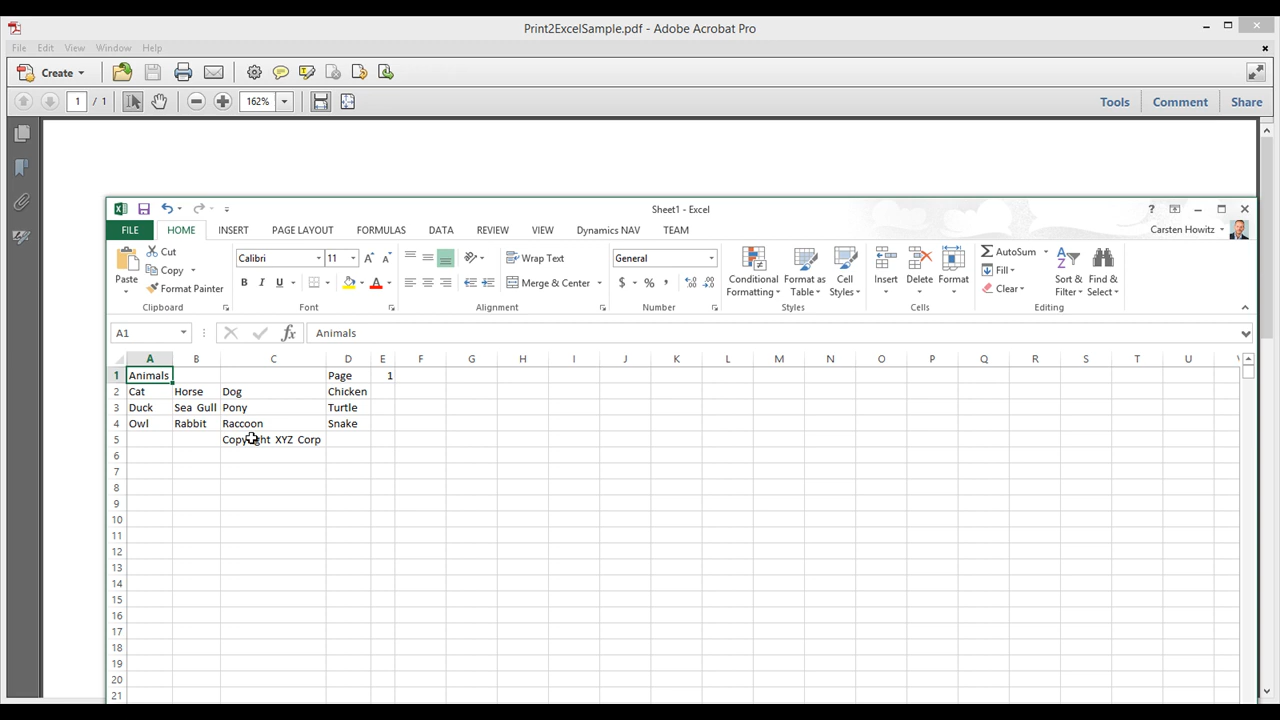 Print2ExcelSample.pdf - Adobe Acrobat Pro
File Edit View Window Help
Create
1 / 1 162% Tools Comment Share
Sheet1 - Excel
FILE HOME INSERT PAGE LAYOUT FORMULAS DATA REVIEW VIEW Dynamics NAV TEAM Carsten Howitz
Paste Cut Copy Format Painter
Calibri 11
B I U
Wrap Text
Merge & Center
General
$ % ,
Conditional Formatting Format as Table Cell Styles
Insert Delete Format
AutoSum Fill Clear
Sort & Filter Find & Select
Clipboard Font Alignment Number Styles Cells Editing
A1 fx Animals
A B C D E F G H I J K L M N O P Q R S T U
1 Animals Page 1
2 Cat Horse Dog Chicken
3 Duck Sea Gull Pony Turtle
4 Owl Rabbit Raccoon Snake
5 Copyright XYZ Corp
6
7
8
9
10
11
12
13
14
15
16
17
18
19
20
21